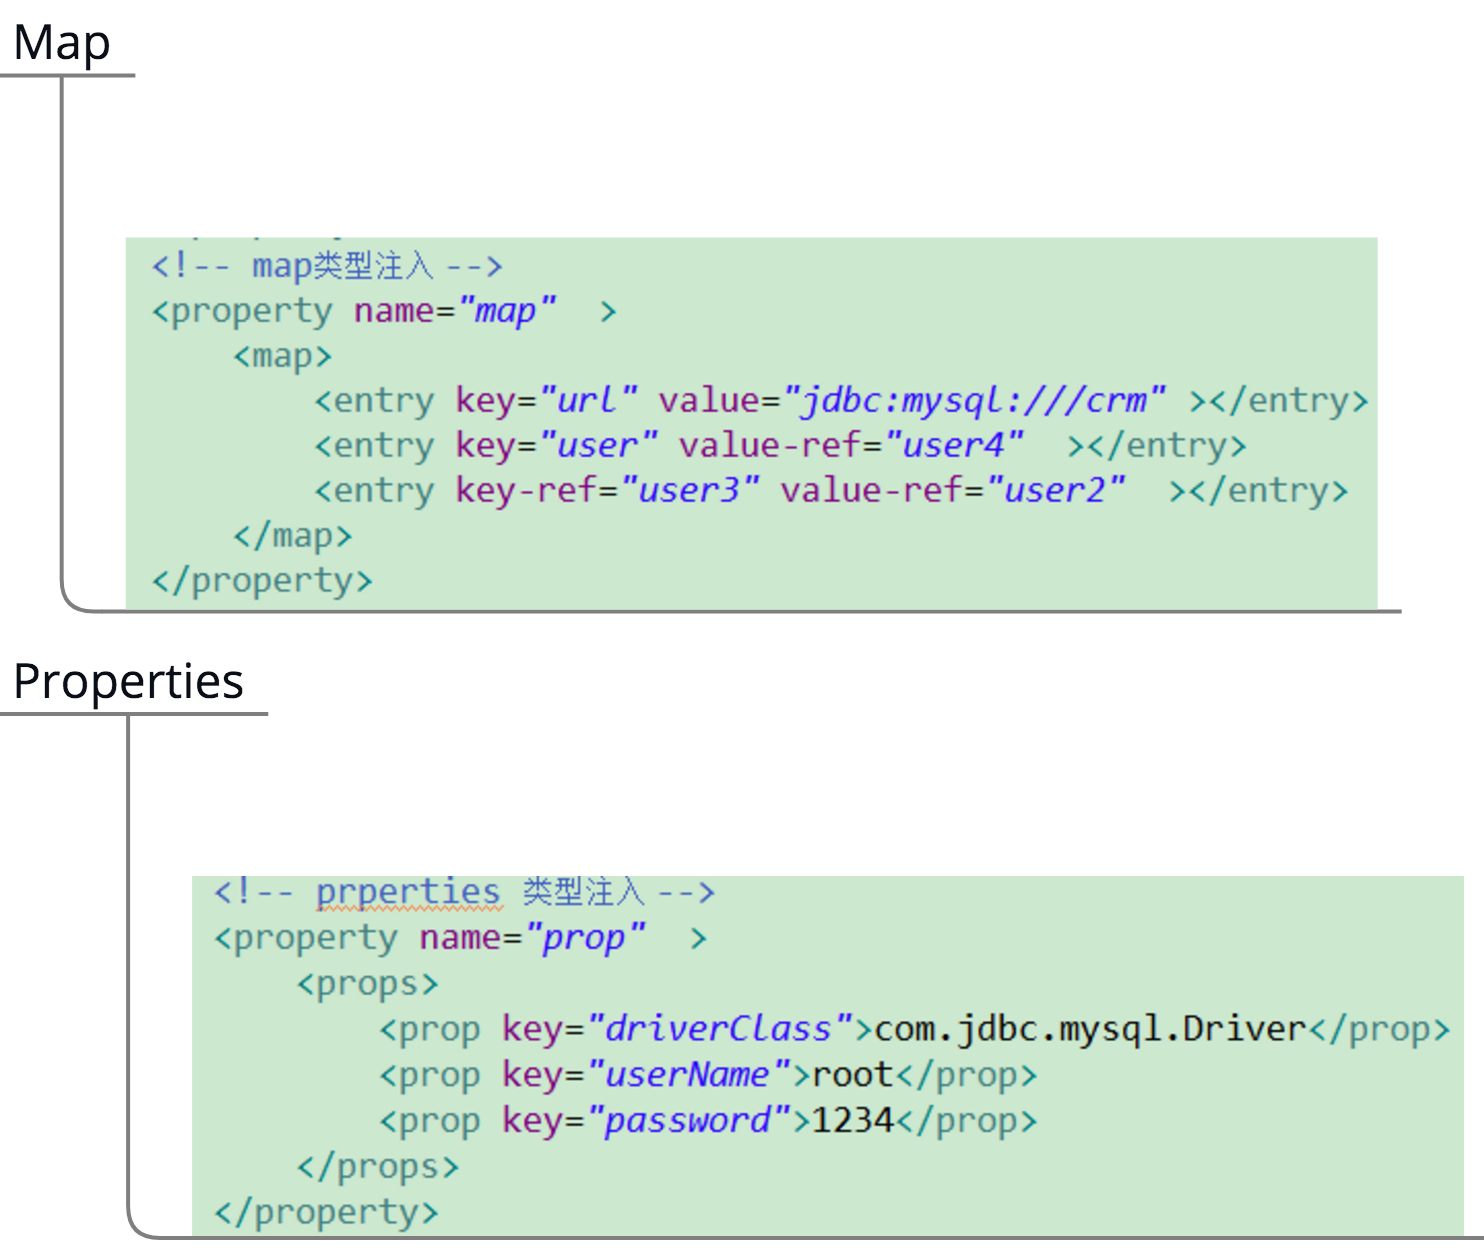 Map
<!-- map类型注入 -->
<property name="map"  >
    <map>
        <entry key="url" value="jdbc:mysql:///crm" ></entry>
        <entry key="user" value-ref="user4"  ></entry>
        <entry key-ref="user3" value-ref="user2"  ></entry>
    </map>
</property>
Properties
<!-- prperties 类型注入 -->
<property name="prop"  >
    <props>
        <prop key="driverClass">com.jdbc.mysql.Driver</prop>
        <prop key="userName">root</prop>
        <prop key="password">1234</prop>
    </props>
</property>